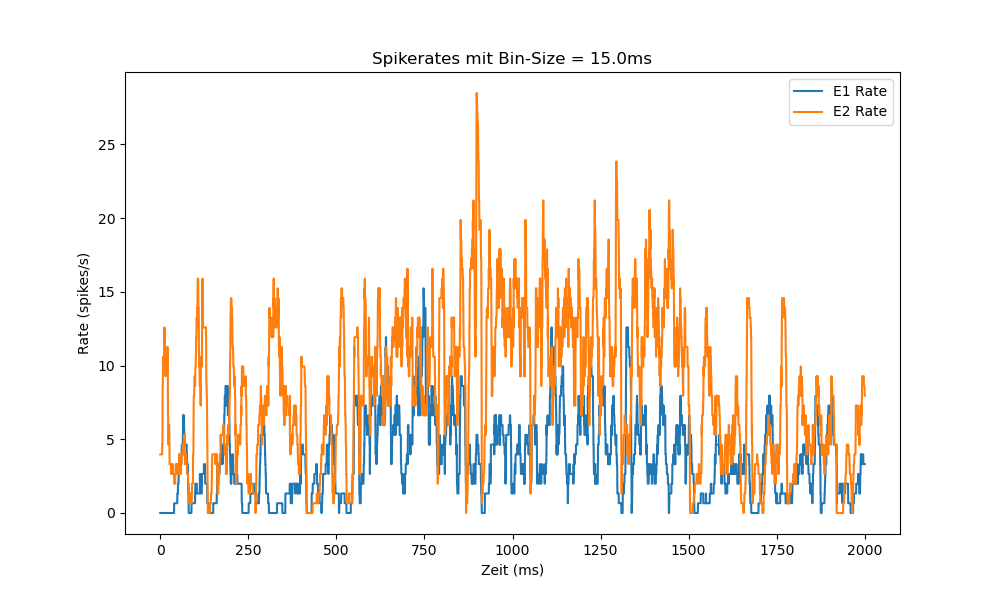 Spikerates mit Bin-Size = 15.0ms
E1 Rate
E2 Rate
Rate (spikes/s)
25
20
15
10
5
0
0 250 500 750 1000 1250 1500 1750 2000
Zeit (ms)